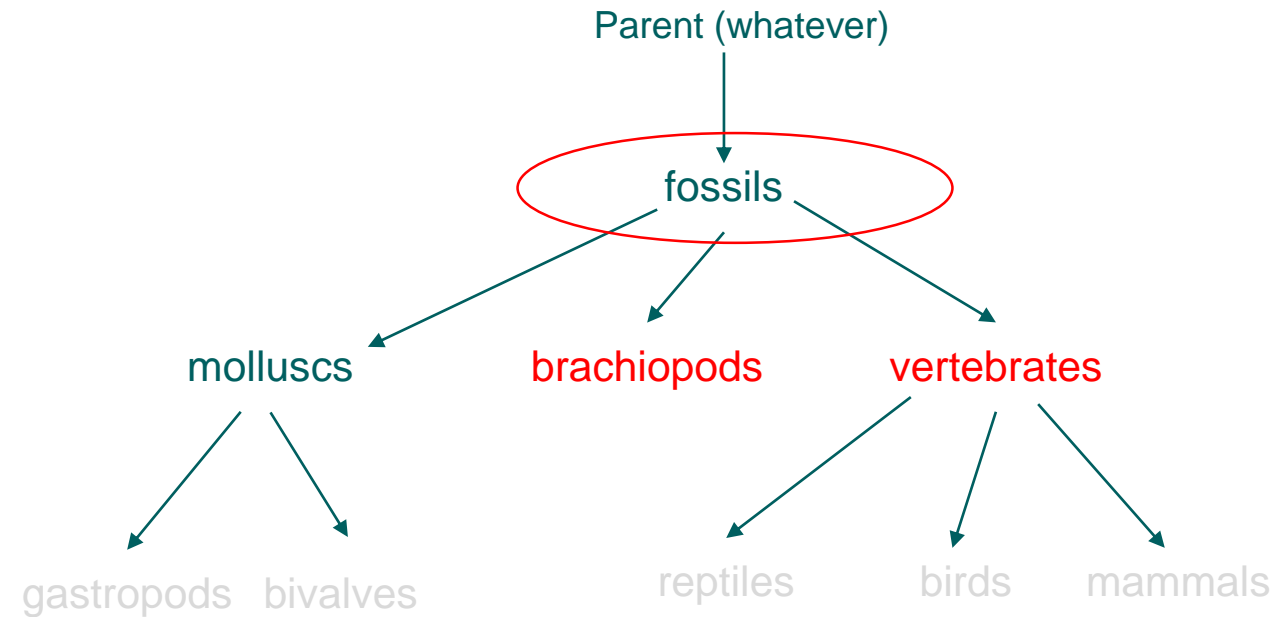 Parent (whatever)
fossils
molluscs brachiopods vertebrates
gastropods bivalves reptiles birds mammals